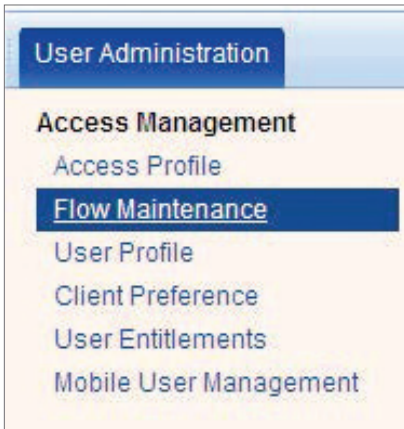 User Administration
Access Management
Access Profile
Flow Maintenance
User Profile
Client Preference
User Entitlements
Mobile User Management